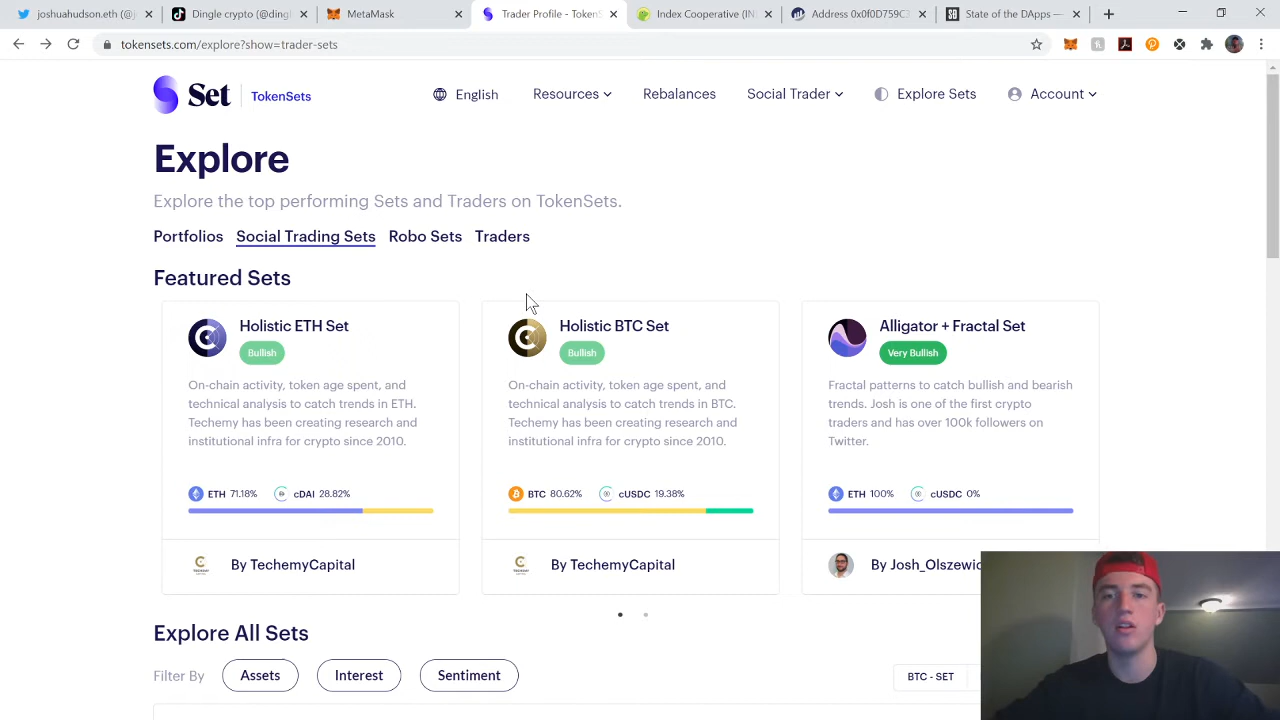 joshuahudson.eth (@j
Dingle crypto (@dingl
MetaMask
Trader Profile - TokenS
Index Cooperative (IN
Address 0x0f0D759C3
State of the DApps —
tokensets.com/explore?show=trader-sets
Set
TokenSets
English
Resources
Rebalances
Social Trader
Explore Sets
Account
Explore
Explore the top performing Sets and Traders on TokenSets.
Portfolios Social Trading Sets Robo Sets Traders
Featured Sets
Holistic ETH Set
Bullish
On-chain activity, token age spent, and
technical analysis to catch trends in ETH.
Techemy has been creating research and
institutional infra for crypto since 2010.
ETH 71.18% cDAI 28.82%
By TechemyCapital
Holistic BTC Set
Bullish
On-chain activity, token age spent, and
technical analysis to catch trends in BTC.
Techemy has been creating research and
institutional infra for crypto since 2010.
BTC 80.62% cUSDC 19.38%
By TechemyCapital
Alligator + Fractal Set
Very Bullish
Fractal patterns to catch bullish and bearish
trends. Josh is one of the first crypto
traders and has over 100k followers on
Twitter.
ETH 100% cUSDC 0%
By Josh_Olszewic
Explore All Sets
Filter By Assets Interest Sentiment
BTC - SET